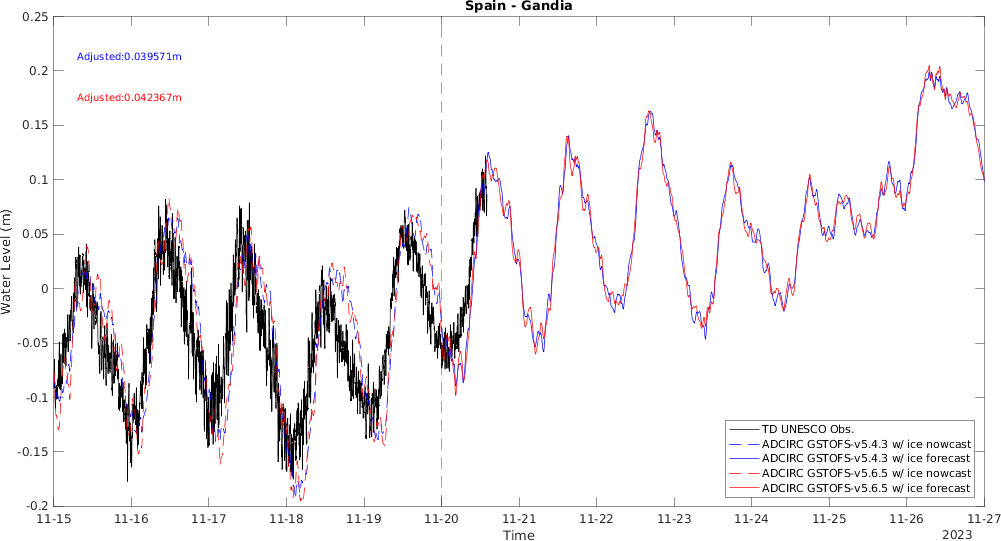 Spain - Gandia
Adjusted:0.039571m
Adjusted:0.042367m
Water Level (m)
0.25
0.2
0.15
0.1
0.05
0
-0.05
-0.1
-0.15
-0.2
TD UNESCO Obs.
ADCIRC GSTOFS-v5.4.3 w/ ice nowcast
ADCIRC GSTOFS-v5.4.3 w/ ice forecast
ADCIRC GSTOFS-v5.6.5 w/ ice nowcast
ADCIRC GSTOFS-v5.6.5 w/ ice forecast
11-15 11-16 11-17 11-18 11-19 11-20 11-21 11-22 11-23 11-24 11-25 11-26 11-27
Time
2023